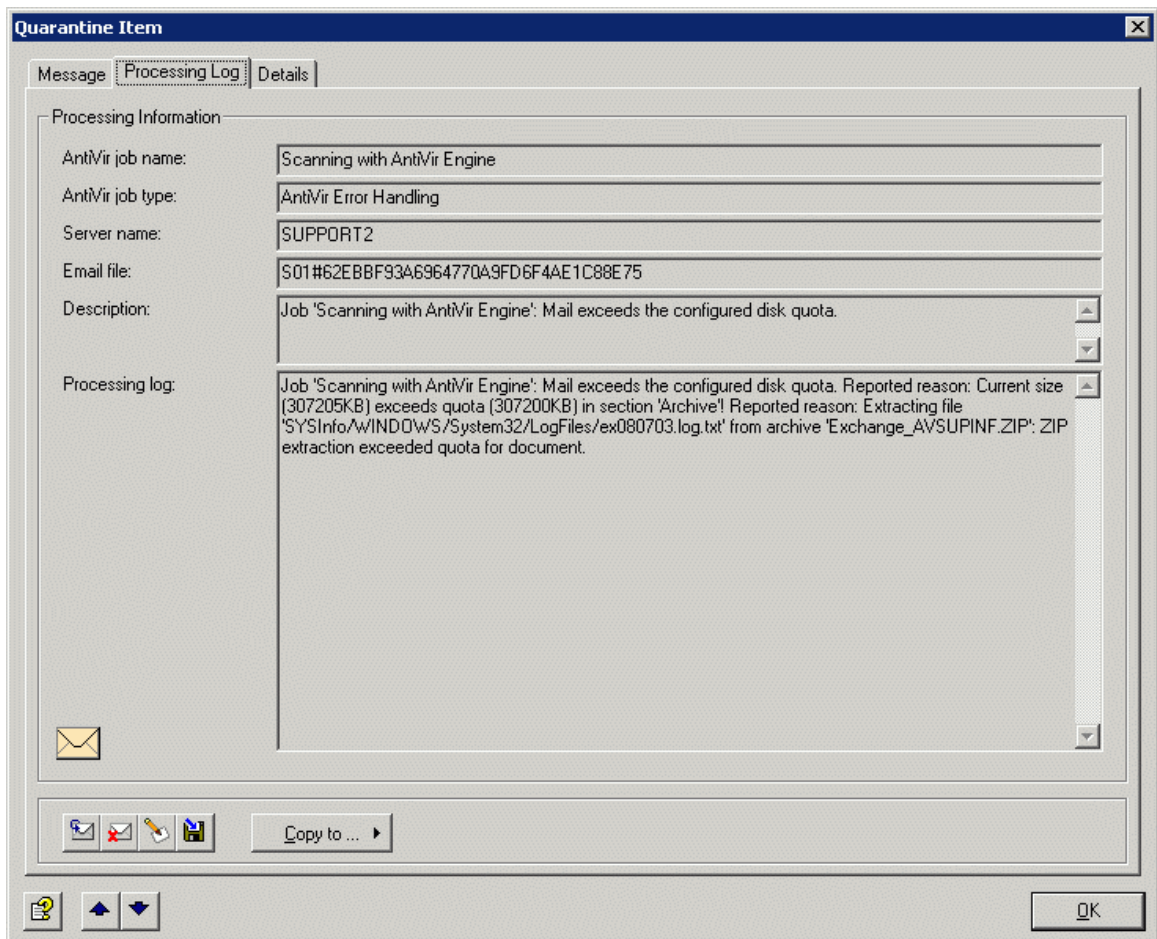 Quarantine Item
Message Processing Log Details
Processing Information
AntiVir job name: Scanning with AntiVir Engine
AntiVir job type: AntiVir Error Handling
Server name: SUPPORT2
Email file: S01#62EBBF93A6964770A9FD6F4AE1C88E75
Description: Job 'Scanning with AntiVir Engine': Mail exceeds the configured disk quota.
Processing log: Job 'Scanning with AntiVir Engine': Mail exceeds the configured disk quota. Reported reason: Current size
(307205KB) exceeds quota (307200KB) in section 'Archive'! Reported reason: Extracting file
'SYSInfo/WINDOWS/System32/LogFiles/ex080703.log.txt' from archive 'Exchange_AVSUPINF.ZIP': ZIP
extraction exceeded quota for document.
Copy to ...
OK